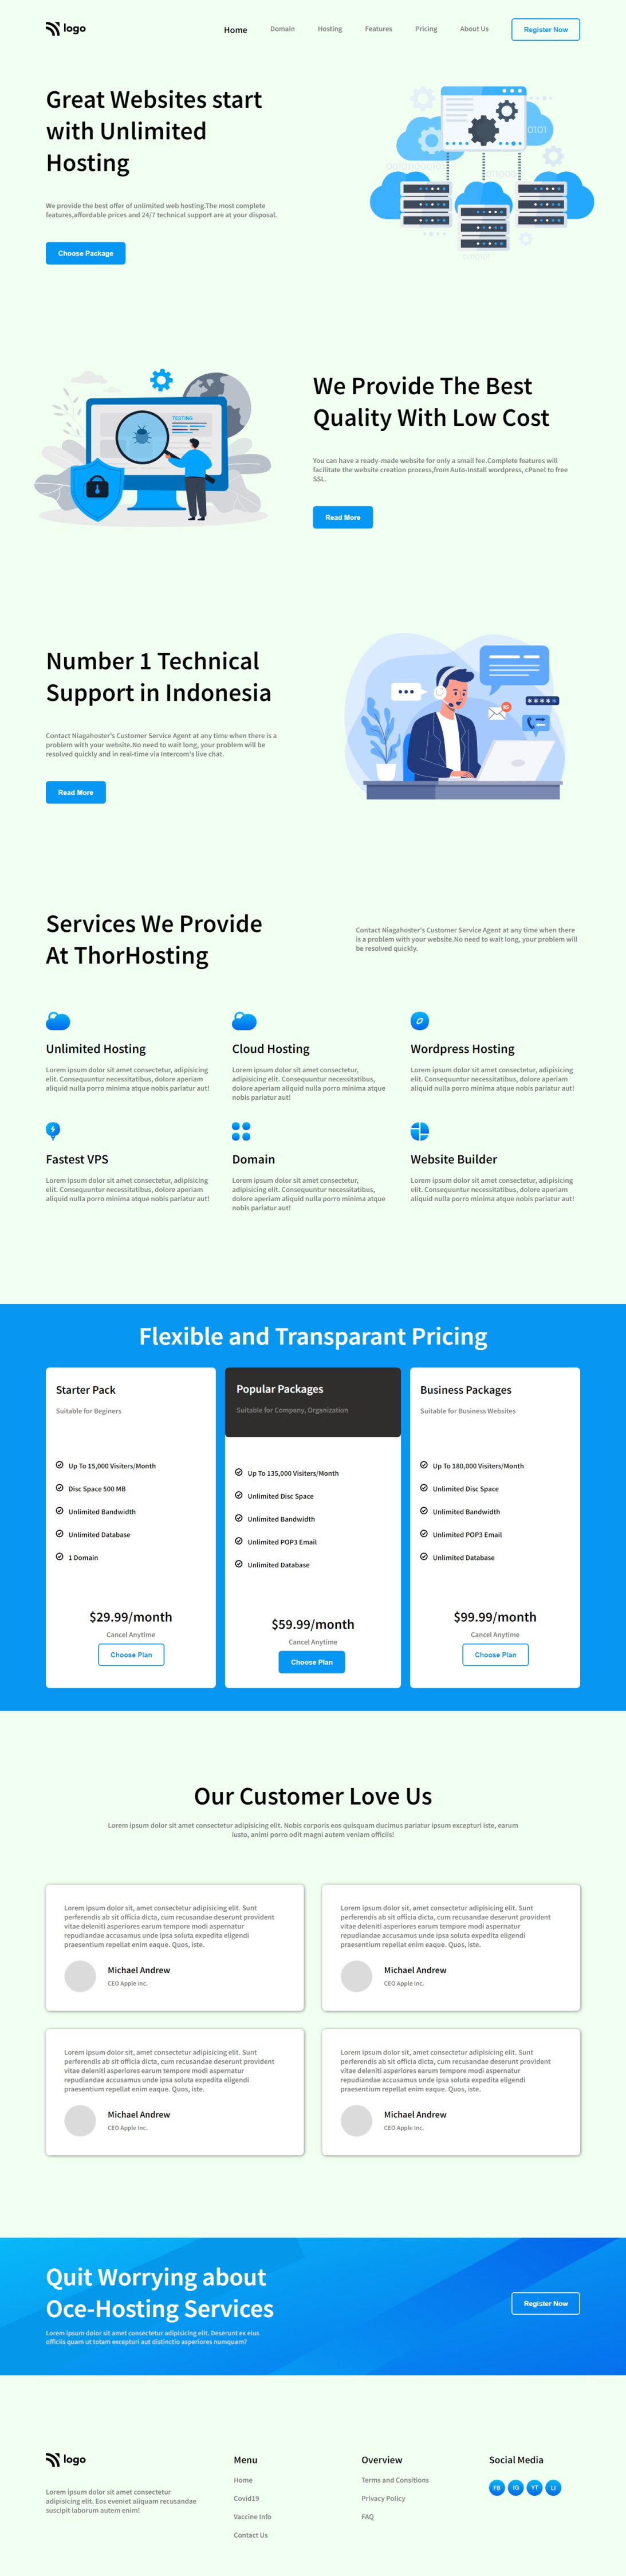 logo
Home
Domain
Hosting
Features
Pricing
About Us
Register Now
Great Websites start
with Unlimited
Hosting
We provide the best offer of unlimited web hosting.The most complete
features,affordable prices and 24/7 technical support are at your disposal.
Choose Package
TESTING
We Provide The Best
Quality With Low Cost
You can have a ready-made website for only a small fee.Complete features will
facilitate the website creation process,from Auto-Install wordpress, cPanel to free
SSL.
Read More
Number 1 Technical
Support in Indonesia
Contact Niagahoster's Customer Service Agent at any time when there is a
problem with your website.No need to wait long, your problem will be
resolved quickly and in real-time via Intercom's live chat.
Read More
Services We Provide
At ThorHosting
Contact Niagahoster's Customer Service Agent at any time when there
is a problem with your website.No need to wait long, your problem will
be resolved quickly.
Unlimited Hosting
Lorem ipsum dolor sit amet consectetur, adipisicing
elit. Consequuntur necessitatibus, dolore aperiam
aliquid nulla porro minima atque nobis pariatur aut!
Cloud Hosting
Lorem ipsum dolor sit amet consectetur,
adipisicing elit. Consequuntur necessitatibus,
dolore aperiam aliquid nulla porro minima atque
nobis pariatur aut!
Wordpress Hosting
Lorem ipsum dolor sit amet consectetur, adipisicing
elit. Consequuntur necessitatibus, dolore aperiam
aliquid nulla porro minima atque nobis pariatur aut!
Fastest VPS
Lorem ipsum dolor sit amet consectetur, adipisicing
elit. Consequuntur necessitatibus, dolore aperiam
aliquid nulla porro minima atque nobis pariatur aut!
Domain
Lorem ipsum dolor sit amet consectetur,
adipisicing elit. Consequuntur necessitatibus,
dolore aperiam aliquid nulla porro minima atque
nobis pariatur aut!
Website Builder
Lorem ipsum dolor sit amet consectetur, adipisicing
elit. Consequuntur necessitatibus, dolore aperiam
aliquid nulla porro minima atque nobis pariatur aut!
Flexible and Transparant Pricing
Starter Pack
Suitable for Beginers
Up To 15,000 Visiters/Month
Disc Space 500 MB
Unlimited Bandwidth
Unlimited Database
1 Domain
$29.99/month
Cancel Anytime
Choose Plan
Popular Packages
Suitable for Company, Organization
Up To 135,000 Visiters/Month
Unlimited Disc Space
Unlimited Bandwidth
Unlimited POP3 Email
Unlimited Database
$59.99/month
Cancel Anytime
Choose Plan
Business Packages
Suitable for Business Websites
Up To 180,000 Visiters/Month
Unlimited Disc Space
Unlimited Bandwidth
Unlimited POP3 Email
Unlimited Database
$99.99/month
Cancel Anytime
Choose Plan
Our Customer Love Us
Lorem ipsum dolor sit amet consectetur adipisicing elit. Nobis corporis eos quisquam ducimus pariatur ipsum excepturi iste, earum
iusto, animi porro odit magni autem veniam officiis!
Lorem ipsum dolor sit, amet consectetur adipisicing elit. Sunt
perferendis ab sit officia dicta, cum recusandae deserunt provident
vitae deleniti asperiores earum tempore modi aspernatur
repudiandae accusamus unde ipsa soluta expedita eligendi
praesentium repellat enim eaque. Quos, iste.
Michael Andrew
CEO Apple Inc.
Lorem ipsum dolor sit, amet consectetur adipisicing elit. Sunt
perferendis ab sit officia dicta, cum recusandae deserunt provident
vitae deleniti asperiores earum tempore modi aspernatur
repudiandae accusamus unde ipsa soluta expedita eligendi
praesentium repellat enim eaque. Quos, iste.
Michael Andrew
CEO Apple Inc.
Lorem ipsum dolor sit, amet consectetur adipisicing elit. Sunt
perferendis ab sit officia dicta, cum recusandae deserunt provident
vitae deleniti asperiores earum tempore modi aspernatur
repudiandae accusamus unde ipsa soluta expedita eligendi
praesentium repellat enim eaque. Quos, iste.
Michael Andrew
CEO Apple Inc.
Lorem ipsum dolor sit, amet consectetur adipisicing elit. Sunt
perferendis ab sit officia dicta, cum recusandae deserunt provident
vitae deleniti asperiores earum tempore modi aspernatur
repudiandae accusamus unde ipsa soluta expedita eligendi
praesentium repellat enim eaque. Quos, iste.
Michael Andrew
CEO Apple Inc.
Quit Worrying about
Oce-Hosting Services
Lorem ipsum dolor sit amet consectetur adipisicing elit. Deserunt ex eius
officiis quam ut totam excepturi aut distinctio asperiores numquam?
Register Now
logo
Lorem ipsum dolor sit amet consectetur
adipisicing elit. Eos eveniet aliquam recusandae
suscipit laborum autem enim!
Menu
Home
Covid19
Vaccine Info
Contact Us
Overview
Terms and Consitions
Privacy Policy
FAQ
Social Media
FB
IG
YT
LI